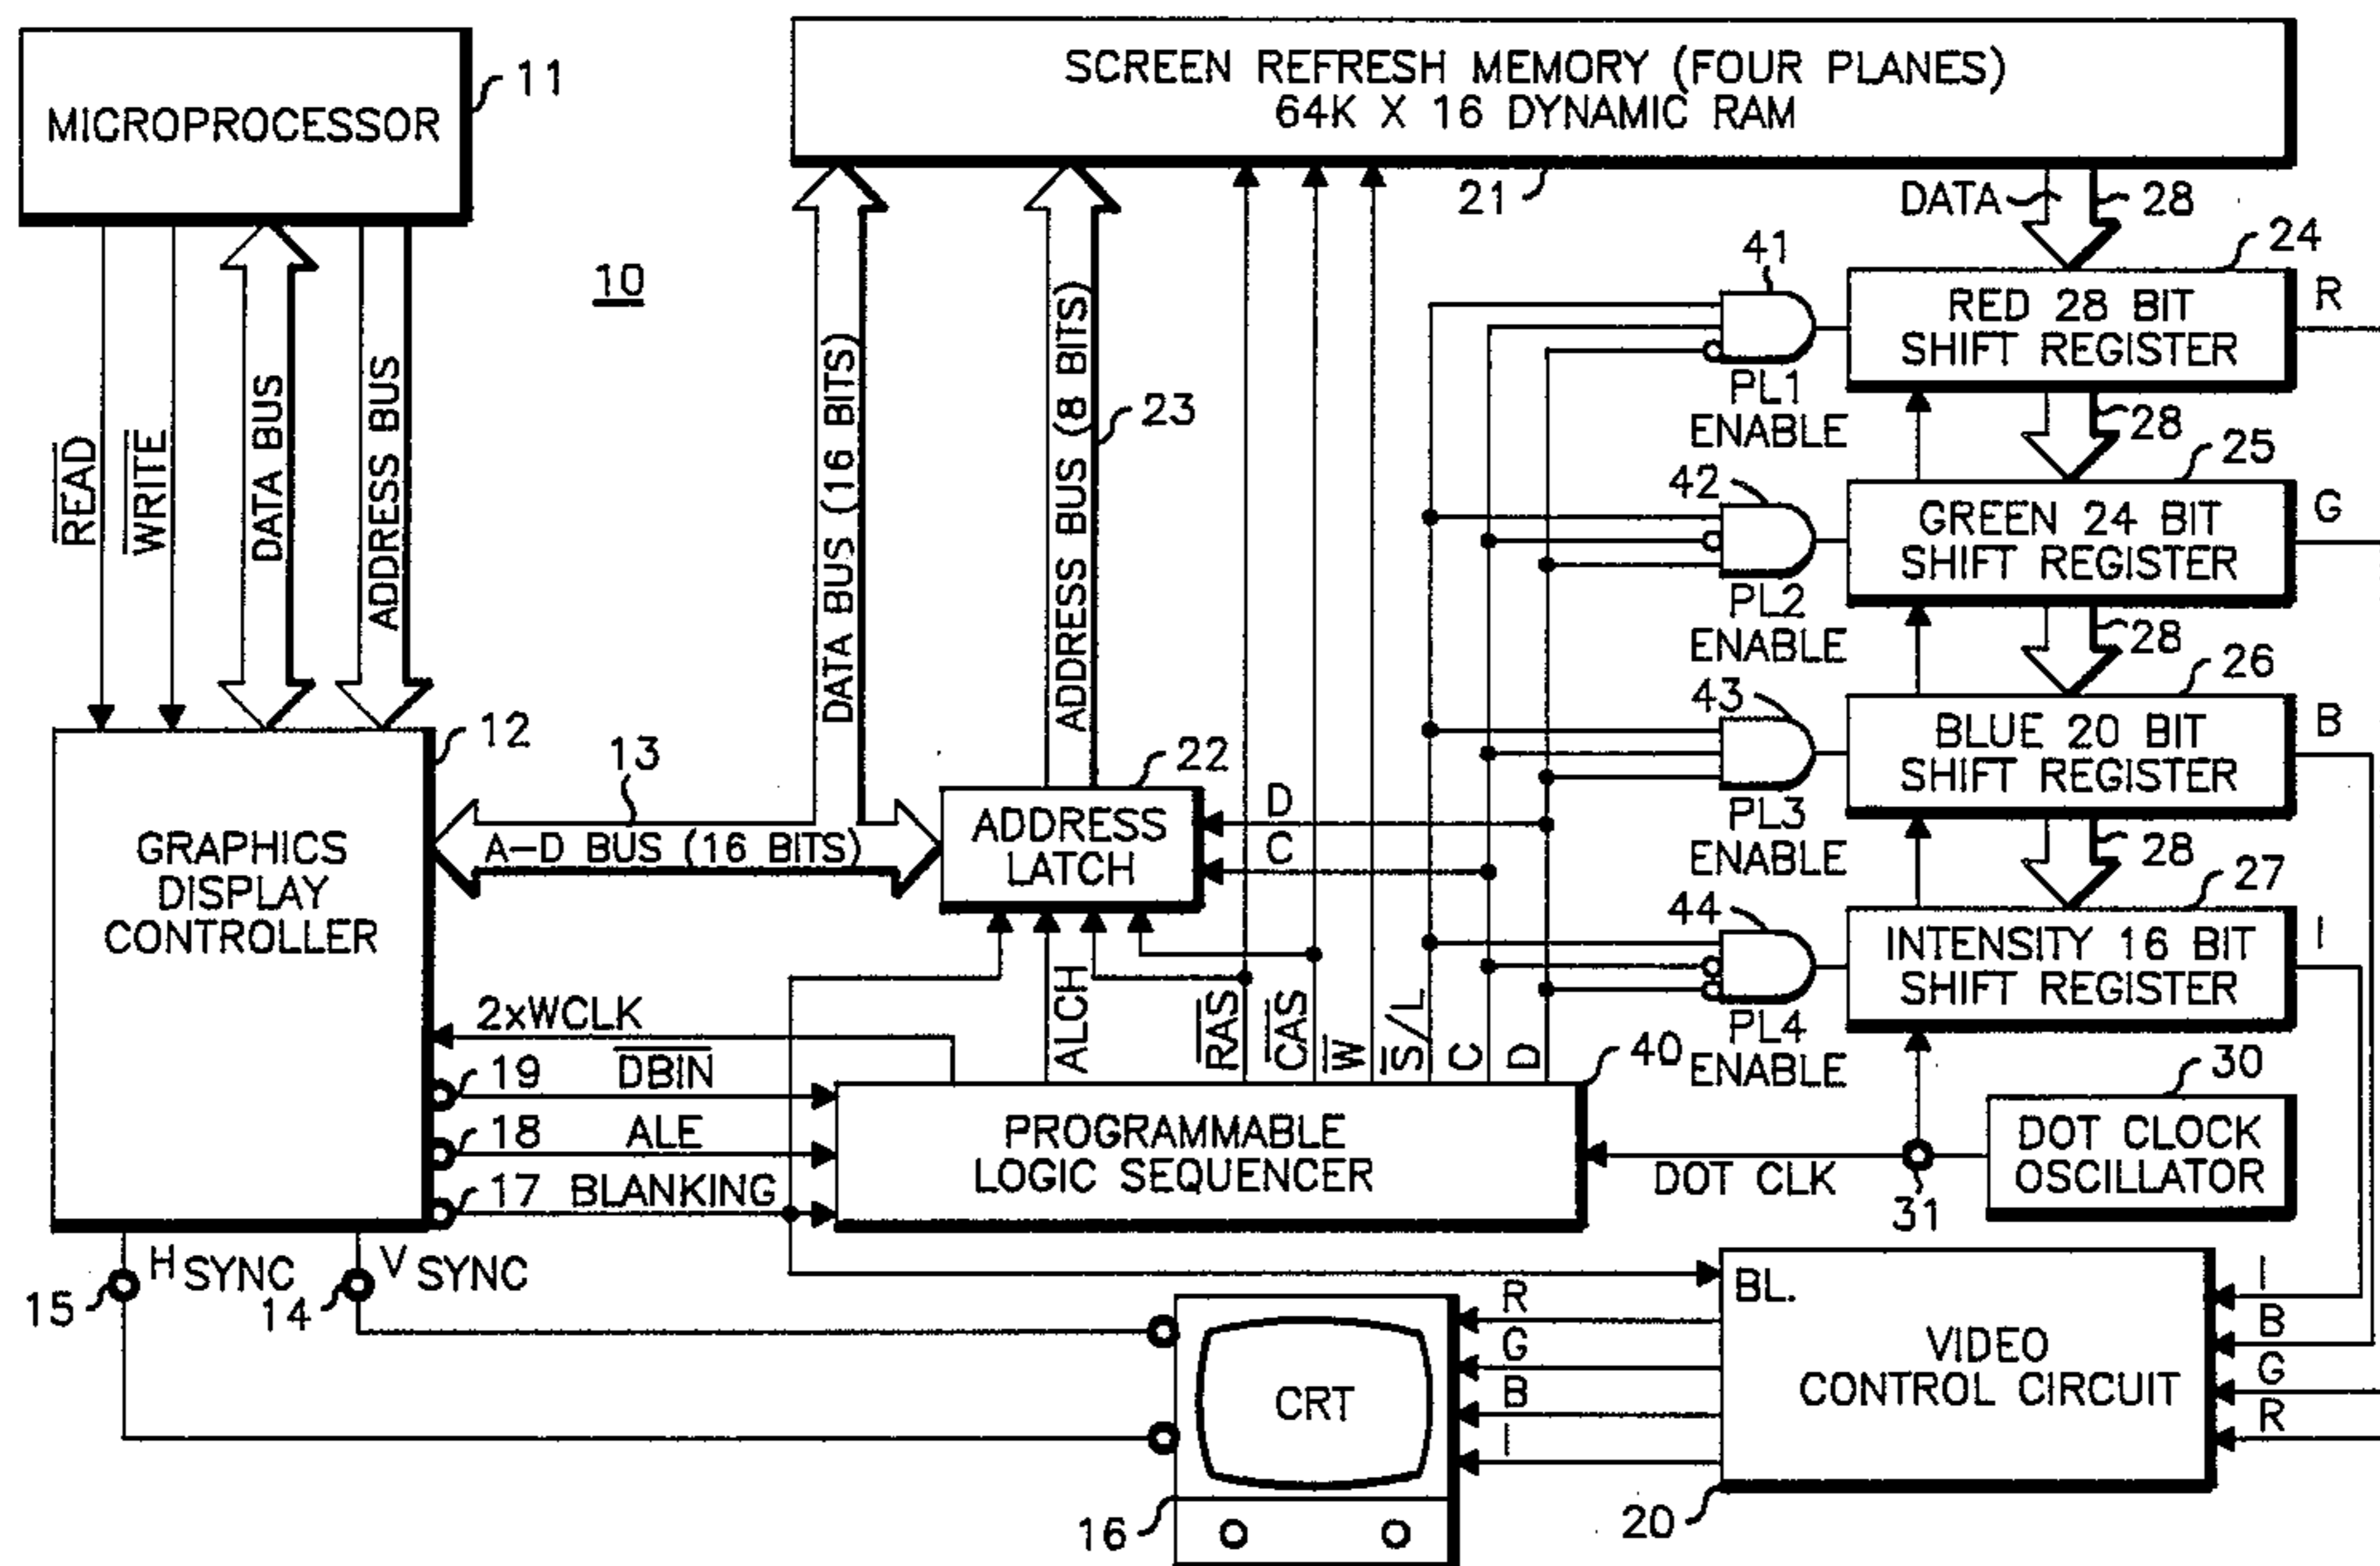 MICROPROCESSOR
11
SCREEN REFRESH MEMORY (FOUR PLANES)
64K X 16 DYNAMIC RAM
21
DATA
28
10
READ
WRITE
DATA BUS
ADDRESS BUS
DATA BUS (16 BITS)
ADDRESS BUS (8 BITS)
23
41
PL1
ENABLE
24
RED 28 BIT
SHIFT REGISTER
R
28
42
PL2
ENABLE
25
GREEN 24 BIT
SHIFT REGISTER
G
28
43
PL3
ENABLE
26
BLUE 20 BIT
SHIFT REGISTER
B
28
44
PL4
ENABLE
27
INTENSITY 16 BIT
SHIFT REGISTER
I
12
GRAPHICS
DISPLAY
CONTROLLER
13
A-D BUS (16 BITS)
22
ADDRESS
LATCH
D
C
2xWCLK
19
DBIN
18
ALE
17
BLANKING
ALCH
RAS
CAS
W
S/L
C
D
40
PROGRAMMABLE
LOGIC SEQUENCER
DOT CLK
31
30
DOT CLOCK
OSCILLATOR
H SYNC
15
V SYNC
14
CRT
16
R
G
B
I
BL.
VIDEO
CONTROL CIRCUIT
20
I
B
G
R